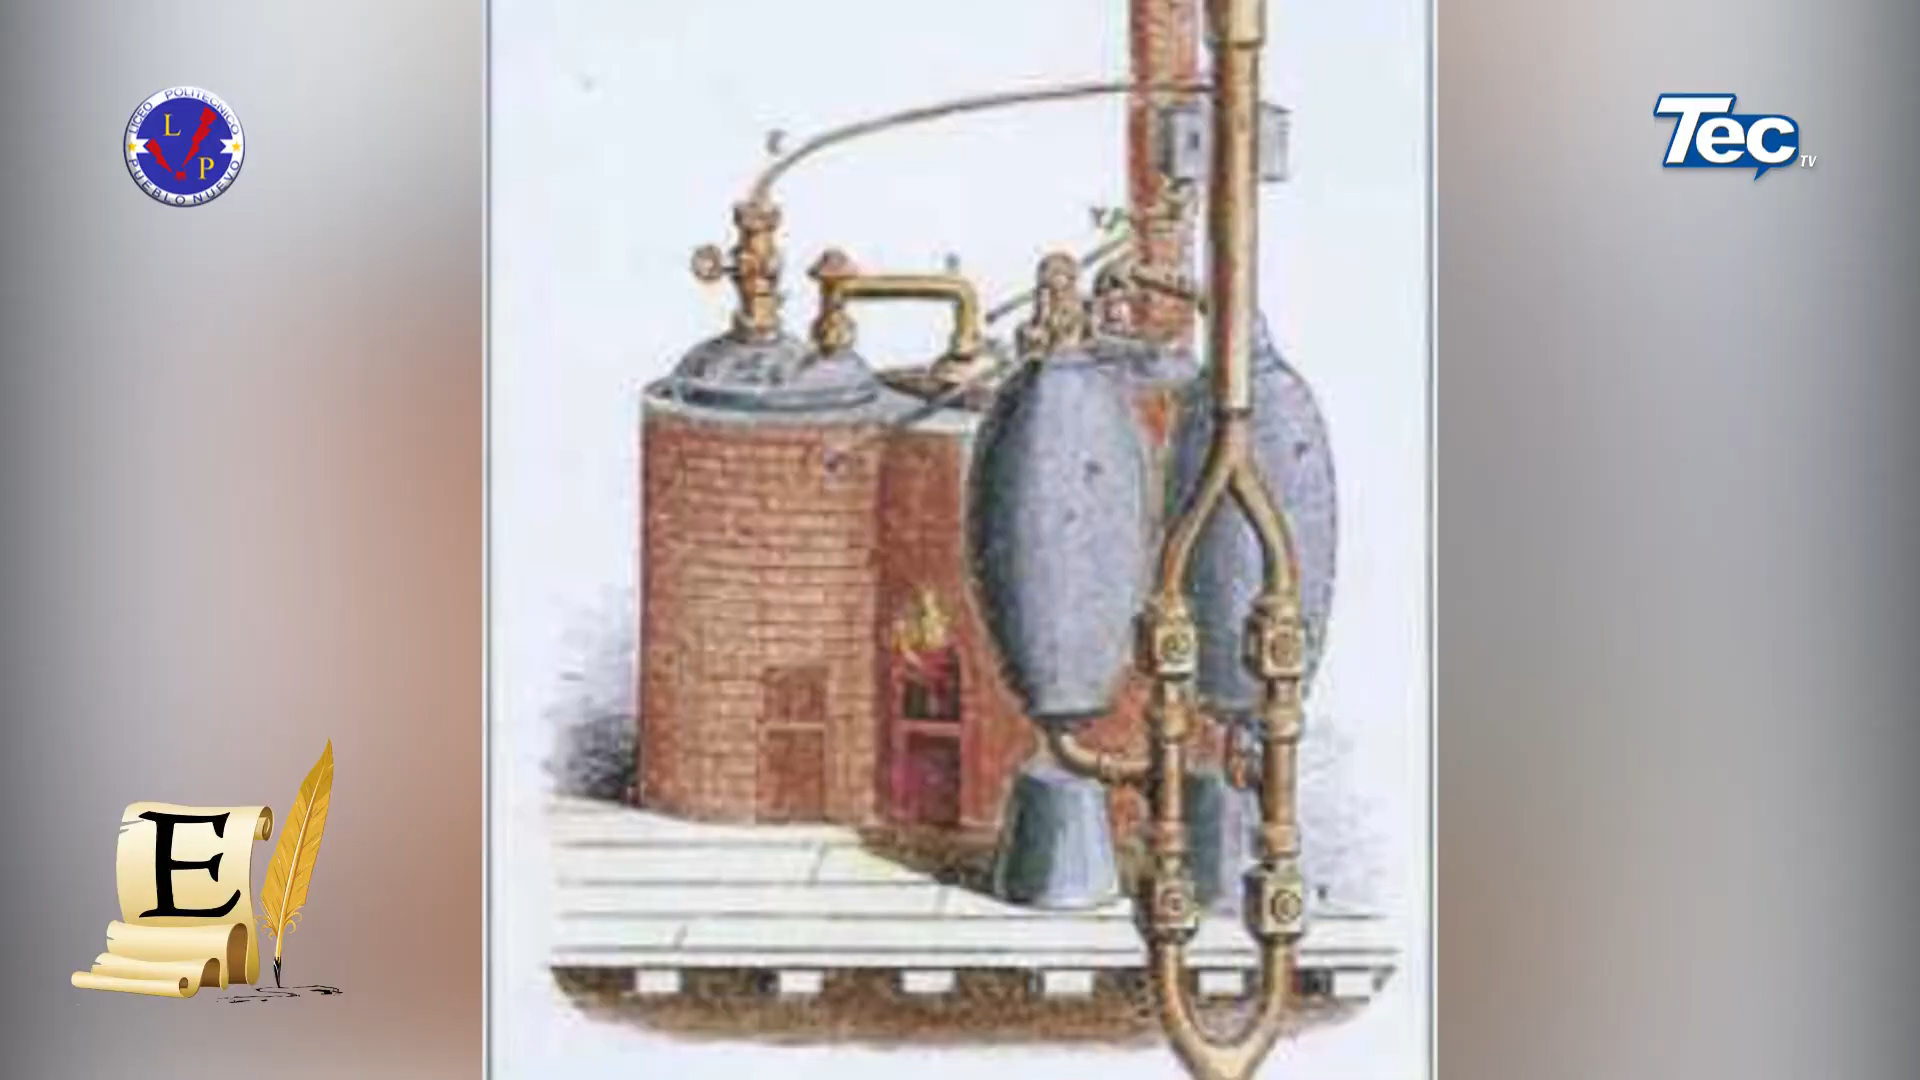 LICEO POLITECNICO
L P
PUEBLO NUEVO
Tec TV
E